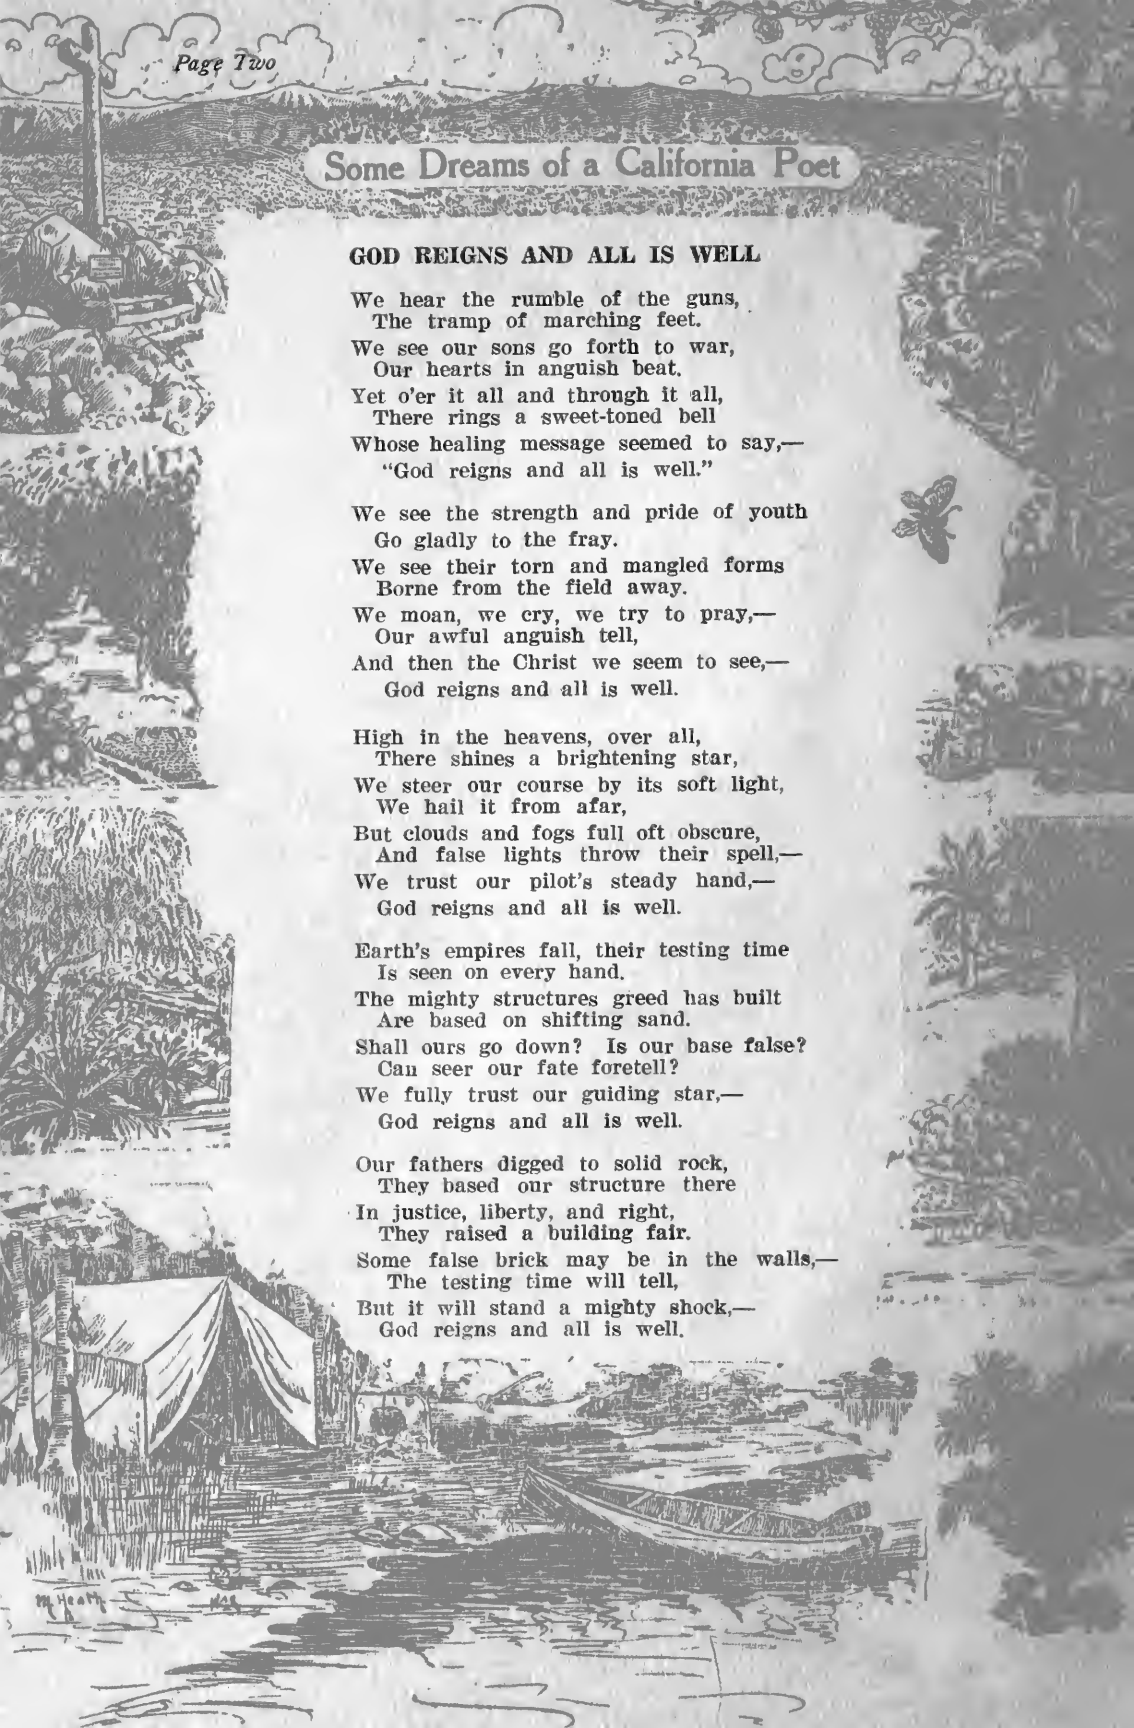 Page Two
Some Dreams of a California Poet
GOD REIGNS AND ALL IS WELL
We hear the rumble of the guns,
The tramp of marching feet.
We see our sons go forth to war,
Our hearts in anguish beat.
Yet o'er it all and through it all,
There rings a sweet-toned bell
Whose healing message seemed to say,—
"God reigns and all is well."
We see the strength and pride of youth
Go gladly to the fray.
We see their torn and mangled forms
Borne from the field away.
We moan, we cry, we try to pray,—
Our awful anguish tell,
And then the Christ we seem to see,—
God reigns and all is well.
High in the heavens, over all,
There shines a brightening star,
We steer our course by its soft light,
We hail it from afar,
But clouds and fogs full oft obscure,
And false lights throw their spell,—
We trust our pilot's steady hand,—
God reigns and all is well.
Earth's empires fall, their testing time
Is seen on every hand.
The mighty structures greed has built
Are based on shifting sand.
Shall ours go down? Is our base false?
Can seer our fate foretell?
We fully trust our guiding star,—
God reigns and all is well.
Our fathers digged to solid rock,
They based our structure there
In justice, liberty, and right,
They raised a building fair.
Some false brick may be in the walls,—
The testing time will tell,
But it will stand a mighty shock,—
God reigns and all is well.
M Heath